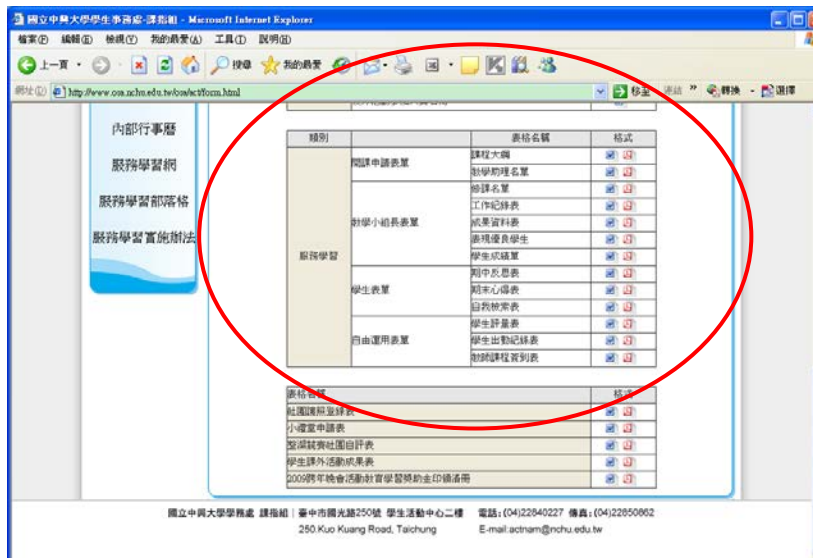 國立中興大學學生事務處-課指組 - Microsoft Internet Explorer
檔案(F) 編輯(E) 檢視(V) 我的最愛(A) 工具(T) 說明(H)
上一頁 搜尋 我的最愛
網址(D) http://www.osa.nchu.edu.tw/osa/act/form.html 移至 連結 » 轉換 選擇
內部行事曆
服務學習網
服務學習部落格
服務學習實施辦法
類別 表格名稱 格式
服務學習
開課申請表單
課程大綱
教學助理名單
教學小組長表單
修課名單
工作紀錄表
成果資料表
表現優良學生
學生成績單
學生表單
期中反思表
期末心得表
自我檢索表
自由運用表單
學生評量表
學生出勤紀錄表
教師課程簽到表
表格名稱 格式
社團護照登錄表
小禮堂申請表
整潔競賽社團自評表
學生課外活動成果表
2009跨年晚會活動教育學習獎助金印領清冊
國立中興大學學務處 課指組 | 臺中市國光路250號 學生活動中心二樓 電話:(04)22840227 傳真:(04)22850862
250.Kuo Kuang Road, Taichung E-mail:actnam@nchu.edu.tw